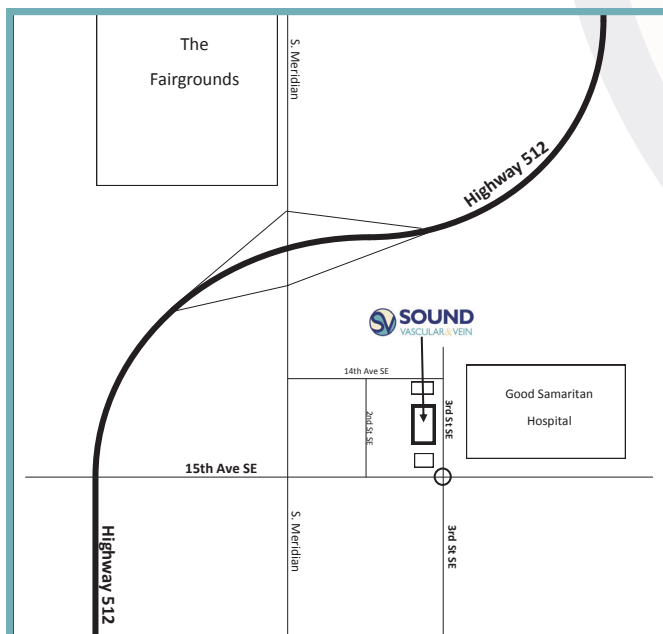 The
Fairgrounds
S. Meridian
Highway 512
SV SOUND
VASCULAR&VEIN
14th Ave SE
2nd St SE
3rd St SE
Good Samaritan
Hospital
15th Ave SE
Highway 512
S. Meridian
3rd St SE